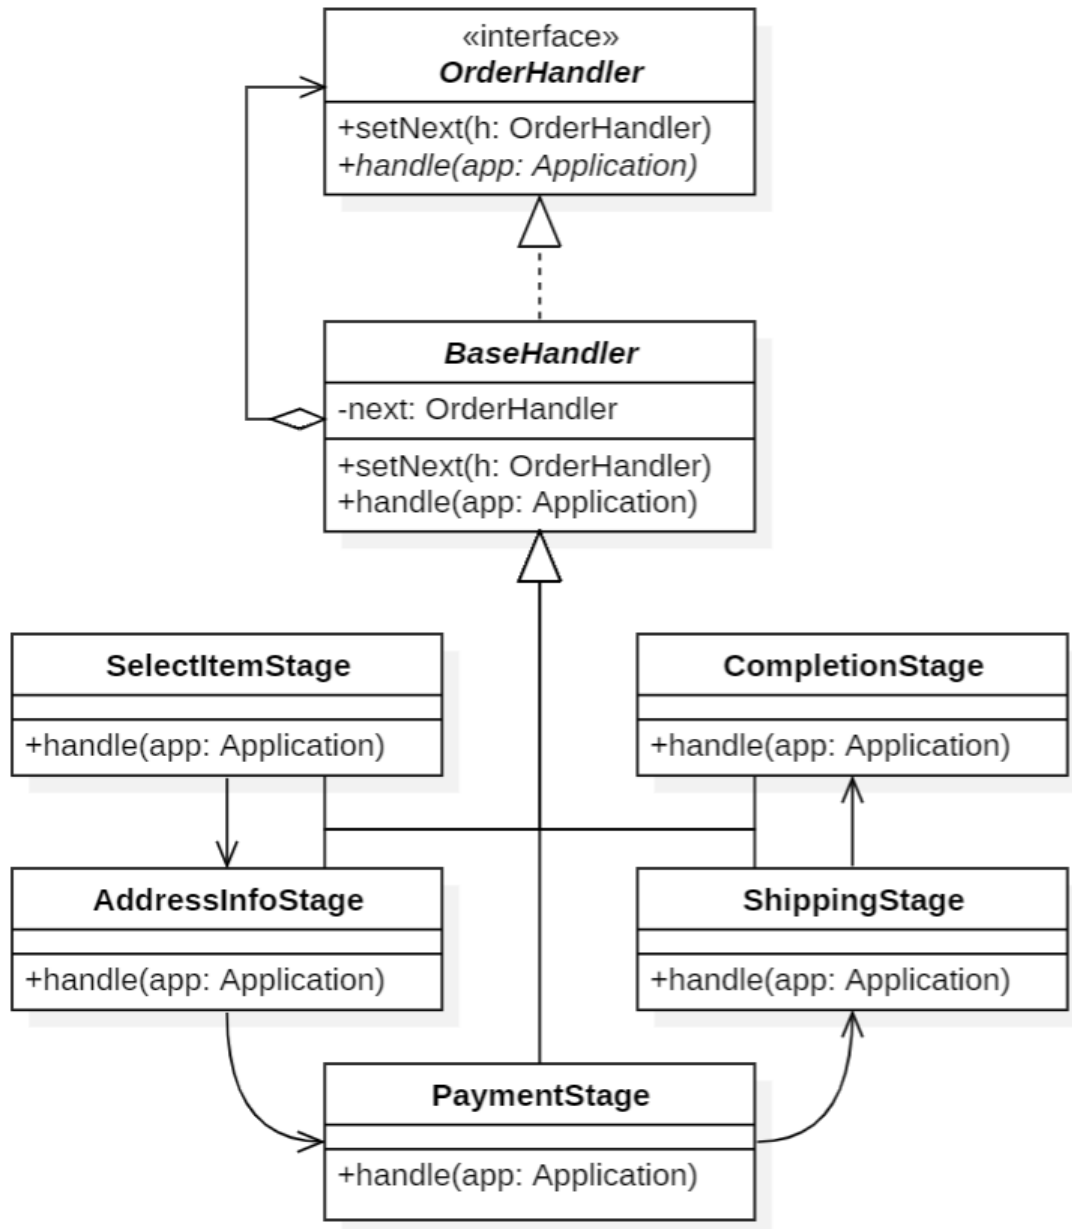 «interface»
OrderHandler
+setNext(h: OrderHandler)
+handle(app: Application)
BaseHandler
-next: OrderHandler
+setNext(h: OrderHandler)
+handle(app: Application)
SelectItemStage
+handle(app: Application)
CompletionStage
+handle(app: Application)
AddressInfoStage
+handle(app: Application)
ShippingStage
+handle(app: Application)
PaymentStage
+handle(app: Application)